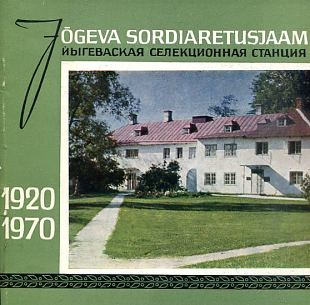 JÕGEVA SORDIARETUSJAAM
ЙЫГЕВАСКАЯ СЕЛЕКЦИОННАЯ СТАНЦИЯ
1920
1970